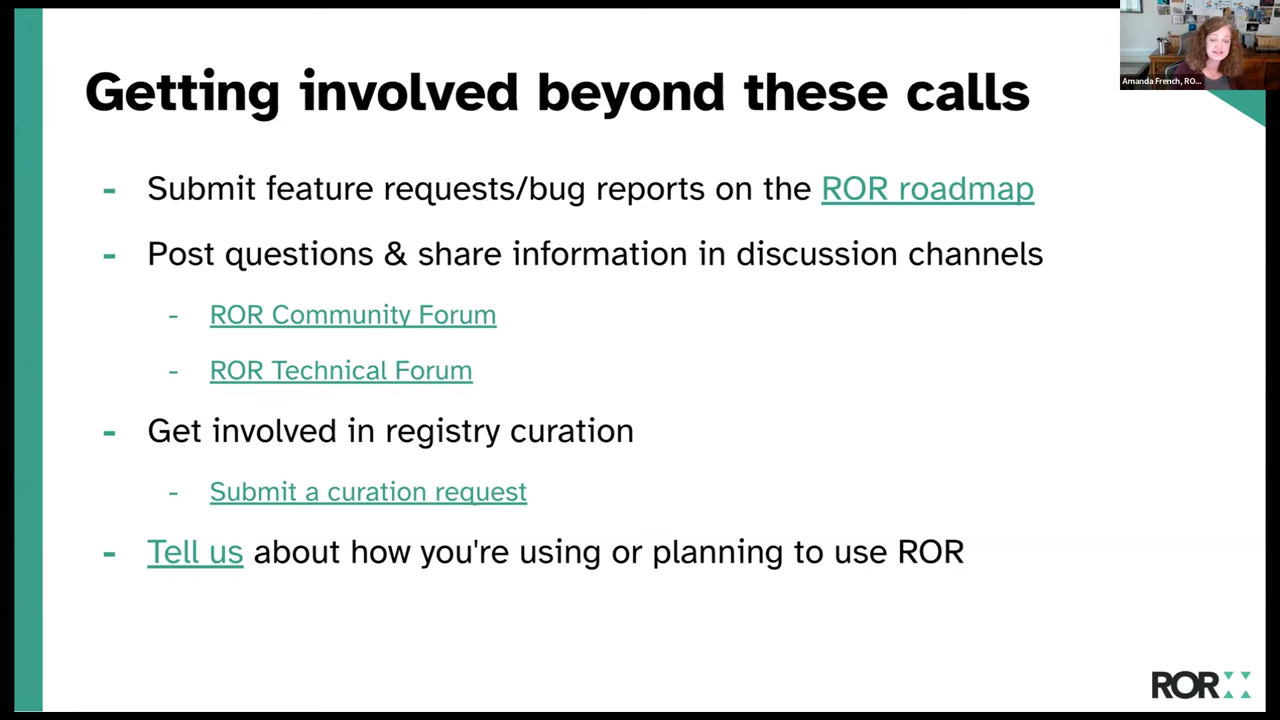 Getting involved beyond these calls
Amanda French, RO...
- Submit feature requests/bug reports on the ROR roadmap
- Post questions & share information in discussion channels
- ROR Community Forum
- ROR Technical Forum
- Get involved in registry curation
- Submit a curation request
- Tell us about how you're using or planning to use ROR
ROR